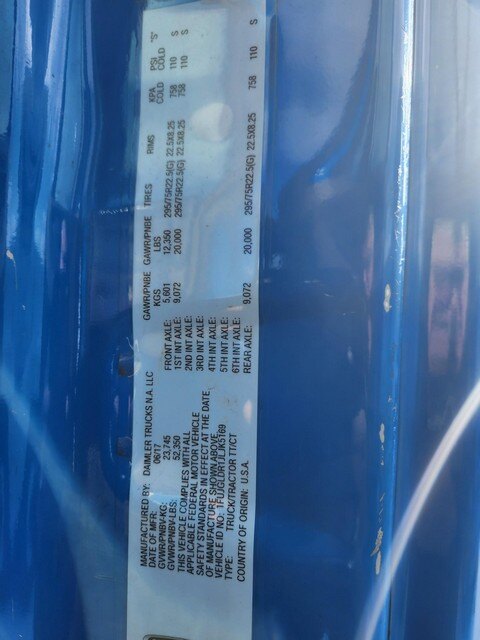 MANUFACTURED BY: DAIMLER TRUCKS N.A. LLC
DATE OF MFR: 06/17
GVWR/PNBV-KG: 23,745
GVWR/PNBV-LBS: 52,350
THIS VEHICLE COMPLIES WITH ALL
APPLICABLE FEDERAL MOTOR VEHICLE
SAFETY STANDARDS IN EFFECT AT THE DATE
OF MANUFACTURE SHOWN ABOVE
VEHICLE ID NO:
TYPE: TRUCK/TRACTOR TT/CT
COUNTRY OF ORIGIN: U.S.A.
GAWR/PNBE GAWR/PNBE TIRES RIMS KPA PSI "S"
KGS LBS COLD COLD
FRONT AXLE: 5,601 12,350 295/75R22.5(G) 22.5X8.25 758 110 S
1ST INT AXLE: 9,072 20,000 295/75R22.5(G) 22.5X8.25 758 110 S
2ND INT AXLE:
3RD INT AXLE:
4TH INT AXLE:
5TH INT AXLE:
6TH INT AXLE:
REAR AXLE: 9,072 20,000 295/75R22.5(G) 22.5X8.25 758 110 S